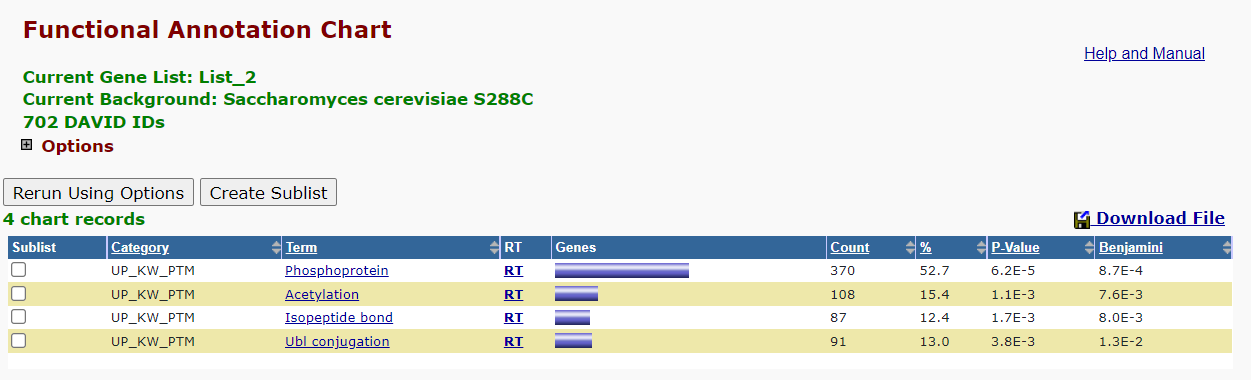 Functional Annotation Chart
Help and Manual
Current Gene List: List_2
Current Background: Saccharomyces cerevisiae S288C
702 DAVID IDs
Options
Rerun Using Options Create Sublist
4 chart records Download File
Sublist Category Term RT Genes Count % P-Value Benjamini
UP_KW_PTM Phosphoprotein RT 370 52.7 6.2E-5 8.7E-4
UP_KW_PTM Acetylation RT 108 15.4 1.1E-3 7.6E-3
UP_KW_PTM Isopeptide bond RT 87 12.4 1.7E-3 8.0E-3
UP_KW_PTM Ubl conjugation RT 91 13.0 3.8E-3 1.3E-2